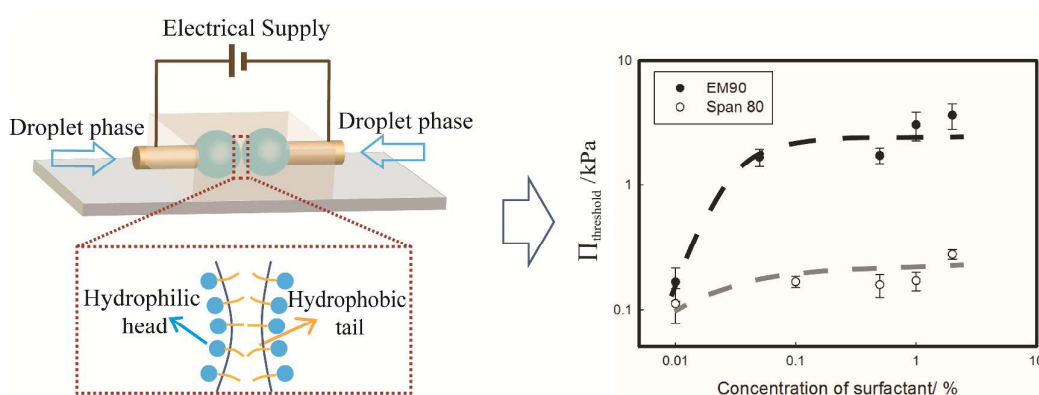 Electrical Supply
Droplet phase
Droplet phase
Hydrophilic
head
Hydrophobic
tail
10
1
0.1
Πthreshold /kPa
EM90
Span 80
0.01
0.1
1
10
Concentration of surfactant/ %